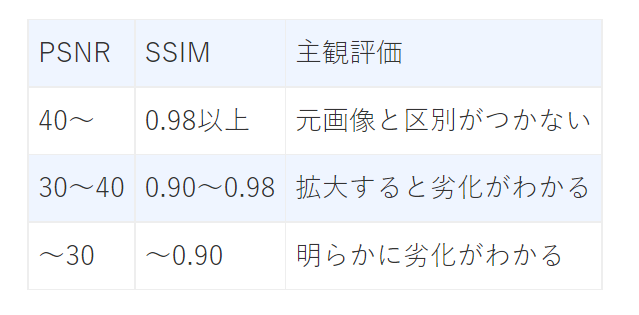 PSNR SSIM 主観評価
40～ 0.98以上 元画像と区別がつかない
30～40 0.90～0.98 拡大すると劣化がわかる
～30 ～0.90 明らかに劣化がわかる